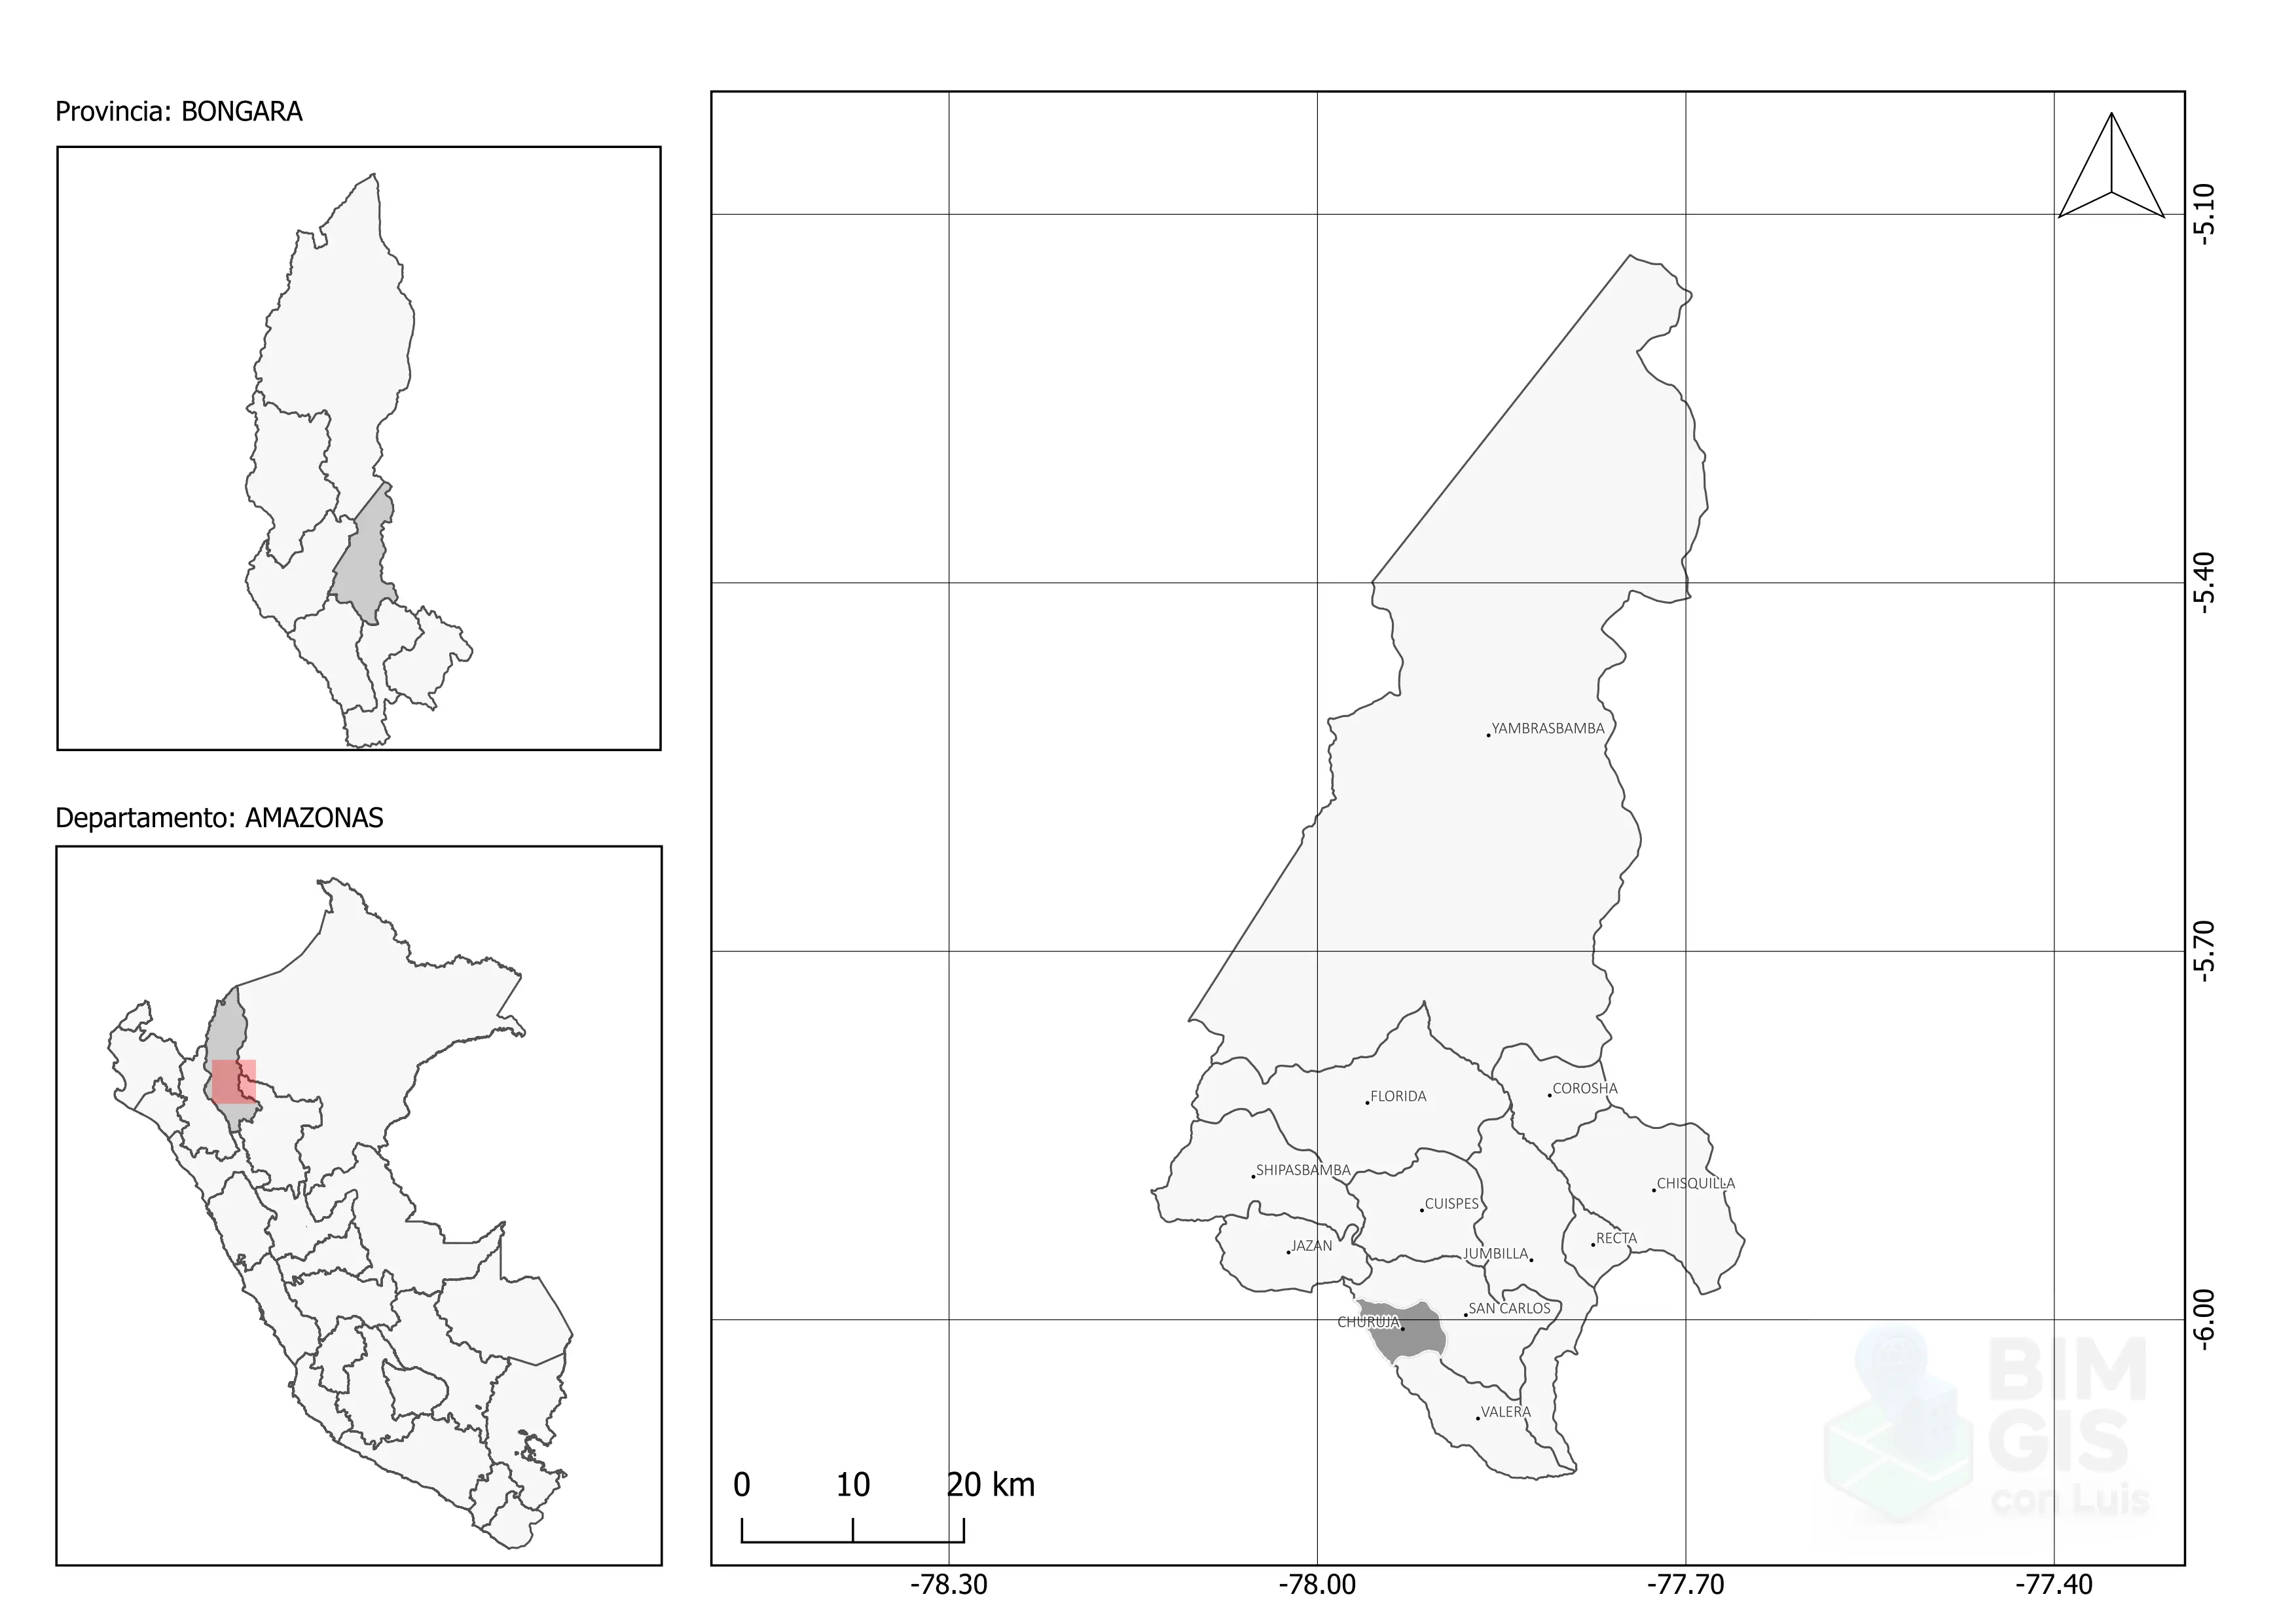 Provincia: BONGARA
Departamento: AMAZONAS
-5.10
-5.40
-5.70
-6.00
YAMBRASBAMBA
COROSHA
FLORIDA
SHIPASBAMBA
CHISQUILLA
CUISPES
RECTA
JAZAN
JUMBILLA
SAN CARLOS
CHURUJA
VALERA
BIM
GIS
con Luis
0 10 20 km
-78.30 -78.00 -77.70 -77.40